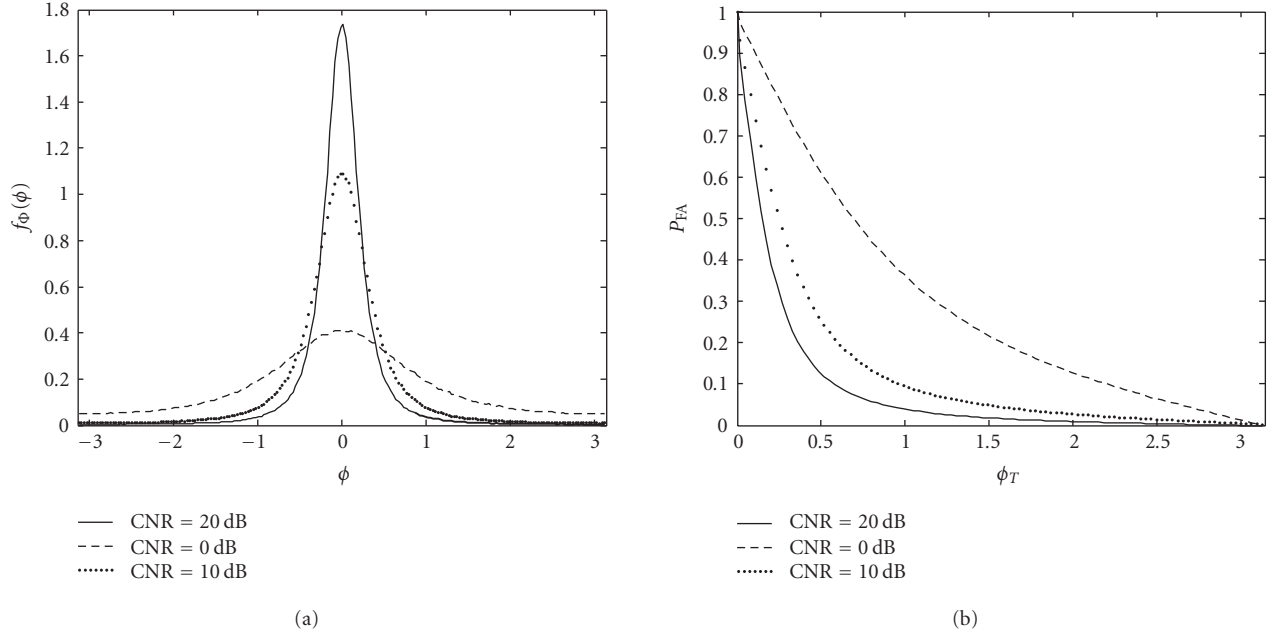 1.8
1.6
1.4
1.2
1
0.8
0.6
0.4
0.2
0
f_Φ(ϕ)
−3 −2 −1 0 1 2 3
ϕ
CNR = 20 dB
CNR = 0 dB
CNR = 10 dB
(a)
1
0.9
0.8
0.7
0.6
0.5
0.4
0.3
0.2
0.1
0
P_FA
0 0.5 1 1.5 2 2.5 3
ϕ_T
CNR = 20 dB
CNR = 0 dB
CNR = 10 dB
(b)